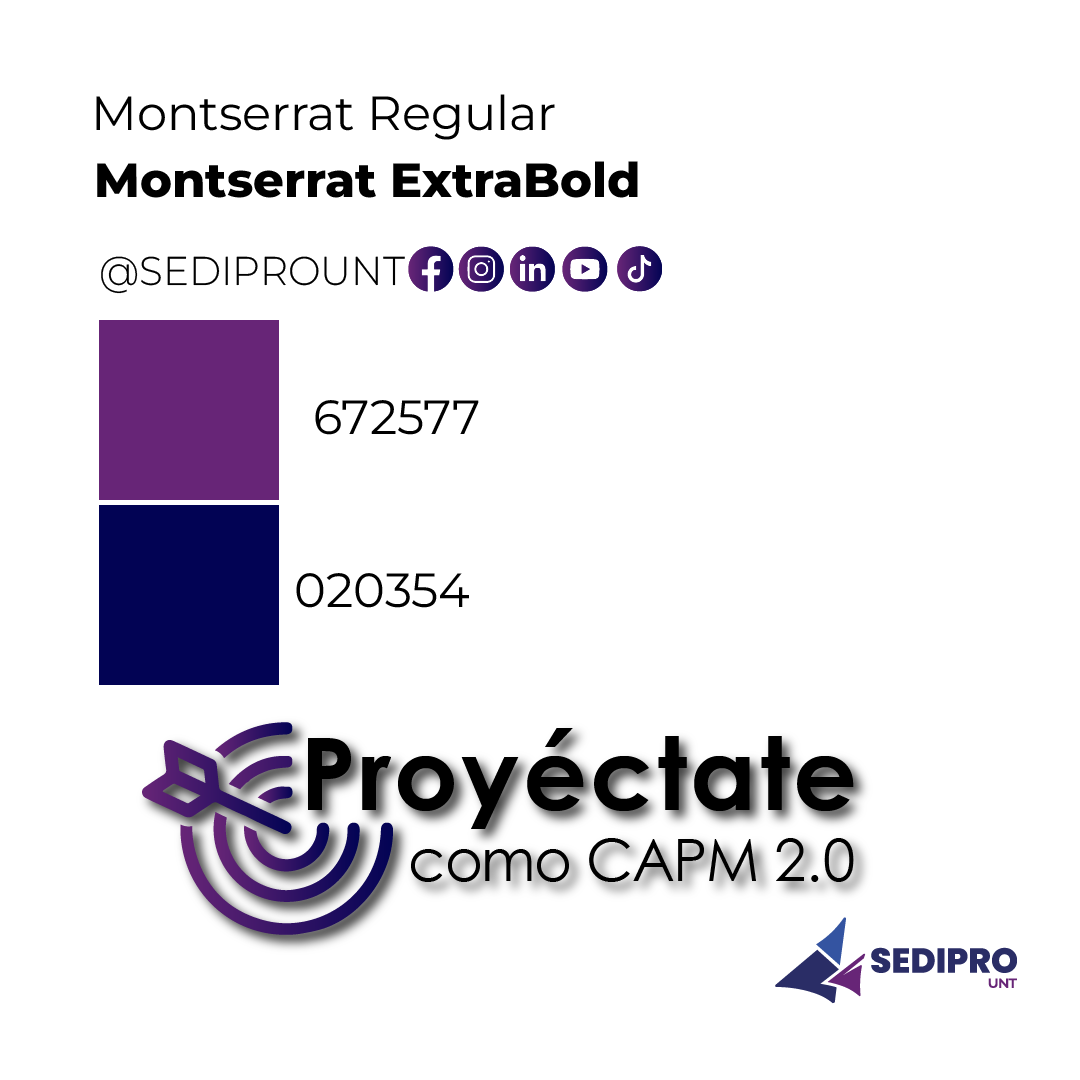 Montserrat Regular
Montserrat ExtraBold
@SEDIPROUNT
672577
020354
Proyéctate
como CAPM 2.0
SEDIPRO
UNT